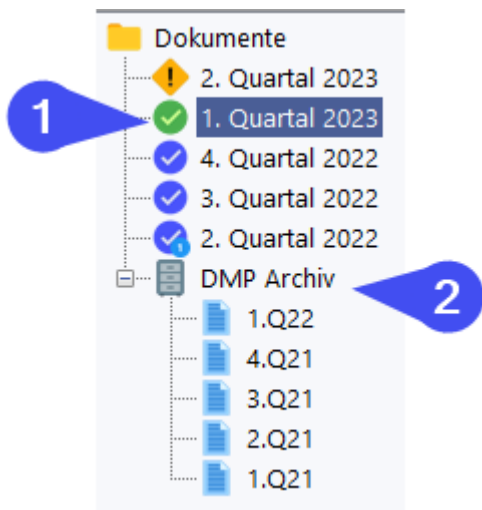 Dokumente
2. Quartal 2023
1 1. Quartal 2023
4. Quartal 2022
3. Quartal 2022
1 2. Quartal 2022
DMP Archiv 2
1.Q22
4.Q21
3.Q21
2.Q21
1.Q21